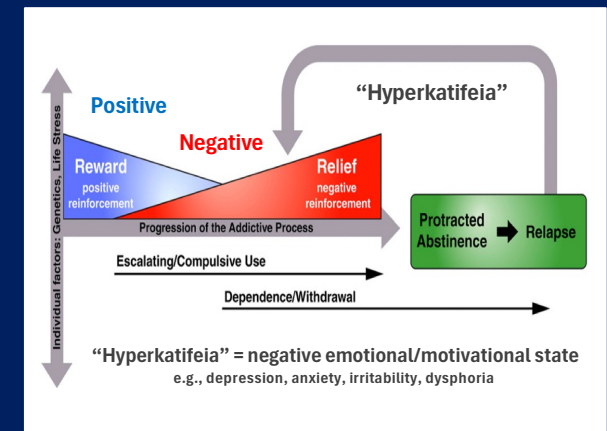 Individual factors: Genetics, Life Stress
Positive
Negative
“Hyperkatifeia”
Reward
positive
reinforcement
Relief
negative
reinforcement
Progression of the Addictive Process
Protracted
Abstinence
Relapse
Escalating/Compulsive Use
Dependence/Withdrawal
“Hyperkatifeia” = negative emotional/motivational state
e.g., depression, anxiety, irritability, dysphoria